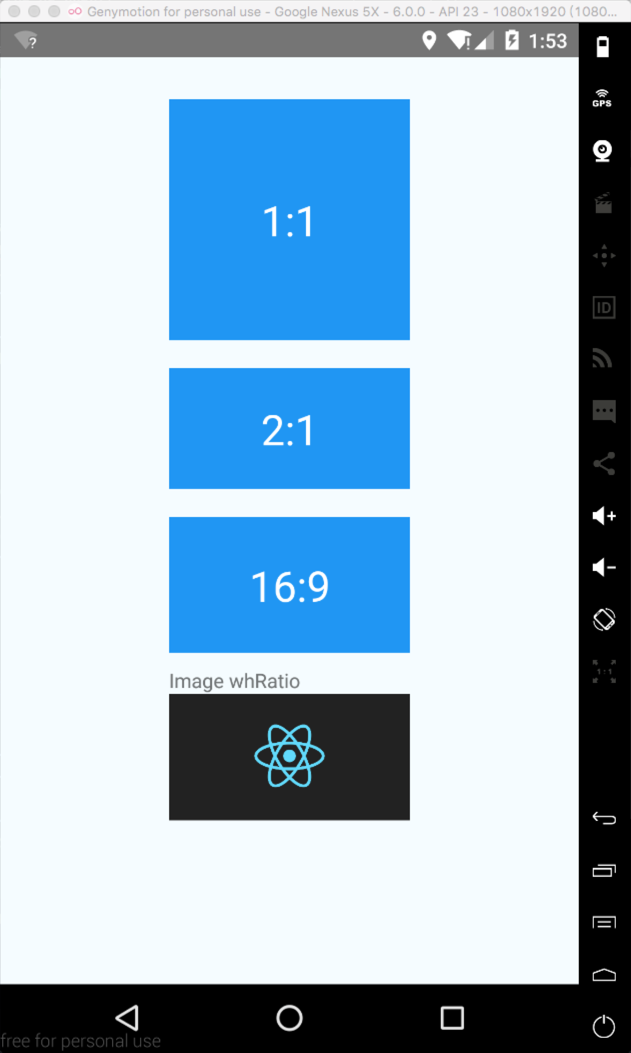 Genymotion for personal use - Google Nexus 5X - 6.0.0 - API 23 - 1080x1920 (1080...
1:53
GPS
1:1
ID
2:1
16:9
Image whRatio
1:1
free for personal use